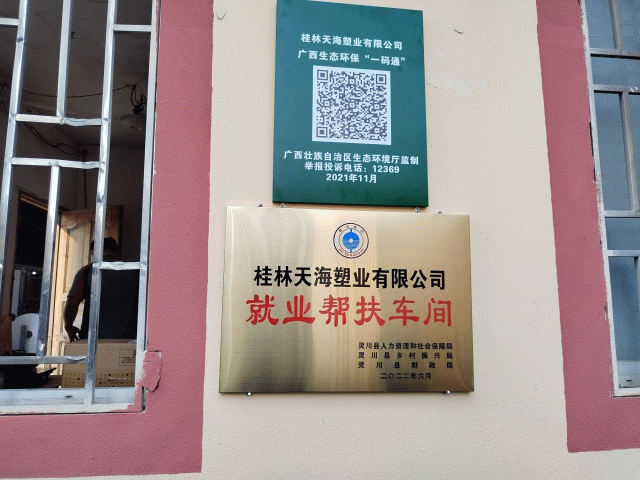 桂林天海塑业有限公司
广西生态环保“一码通”
广西壮族自治区生态环境厅监制
举报投诉电话：12369
2021年11月
桂林天海塑业有限公司
就业帮扶车间
灵川县人力资源和社会保障局
灵川县乡村振兴局
灵川县财政局
二〇二二年六月